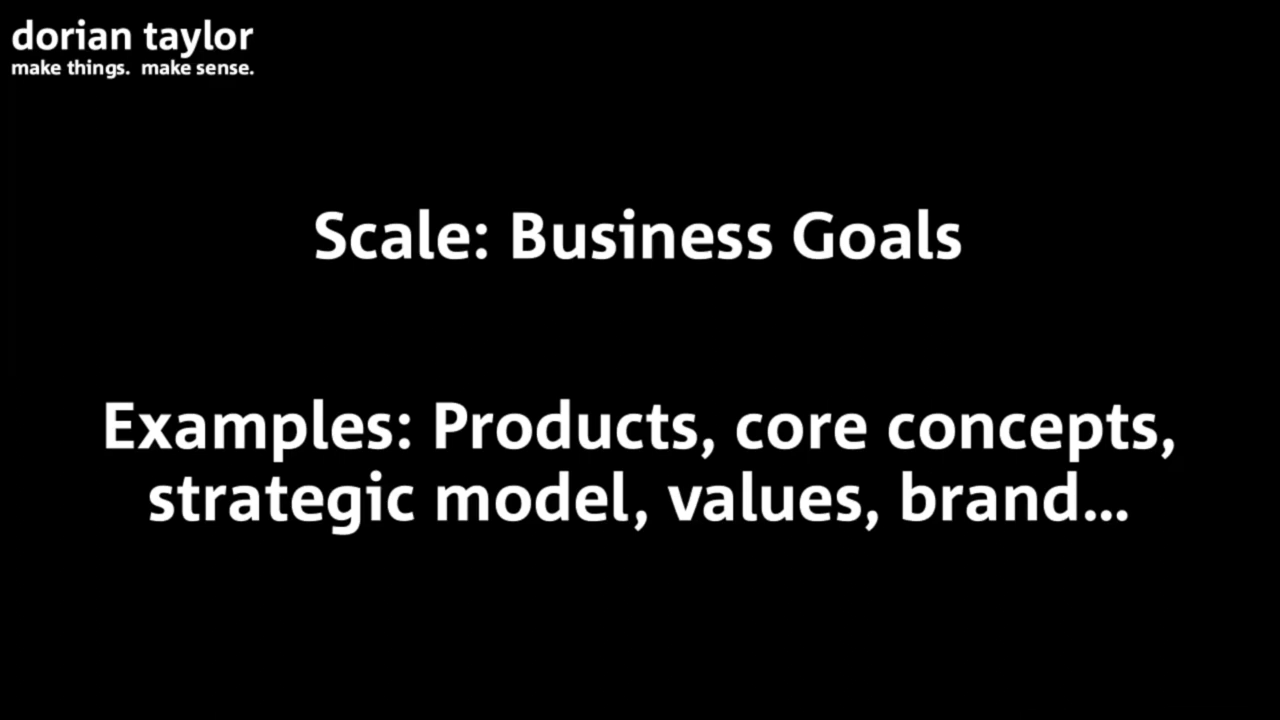 dorian taylor
make things.  make sense.
Scale: Business Goals
Examples: Products, core concepts,
strategic model, values, brand...